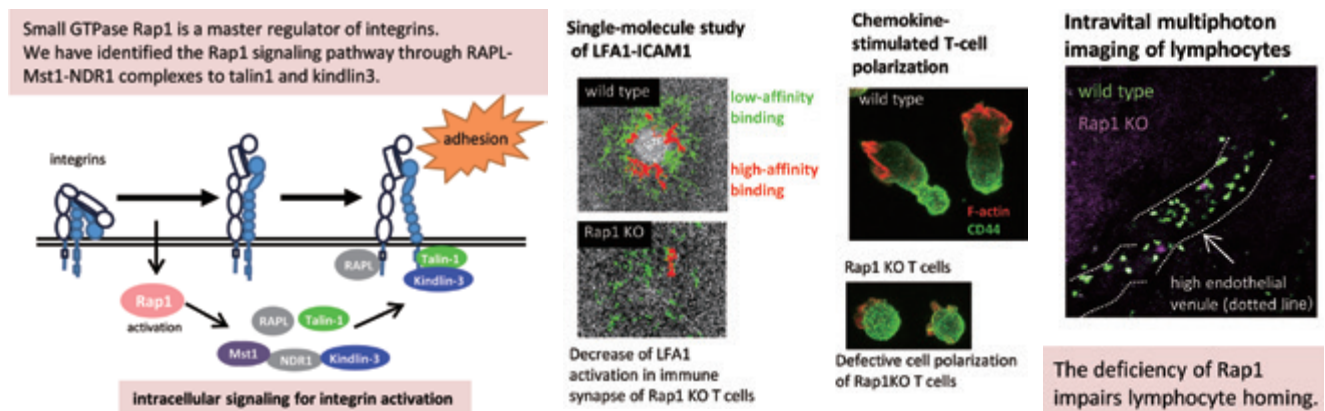 Small GTPase Rap1 is a master regulator of integrins.
We have identified the Rap1 signaling pathway through RAPL-
Mst1-NDR1 complexes to talin1 and kindlin3.
integrins
adhesion
RAPL
Talin-1
Kindlin-3
Rap1
activation
RAPL
Talin-1
Mst1
NDR1
Kindlin-3
intracellular signaling for integrin activation
Single-molecule study
of LFA1-ICAM1
wild type
low-affinity
binding
high-affinity
binding
Rap1 KO
Decrease of LFA1
activation in immune
synapse of Rap1 KO T cells
Chemokine-
stimulated T-cell
polarization
wild type
F-actin
CD44
Rap1 KO T cells
Defective cell polarization
of Rap1KO T cells
Intravital multiphoton
imaging of lymphocytes
wild type
Rap1 KO
high endothelial
venule (dotted line)
The deficiency of Rap1
impairs lymphocyte homing.